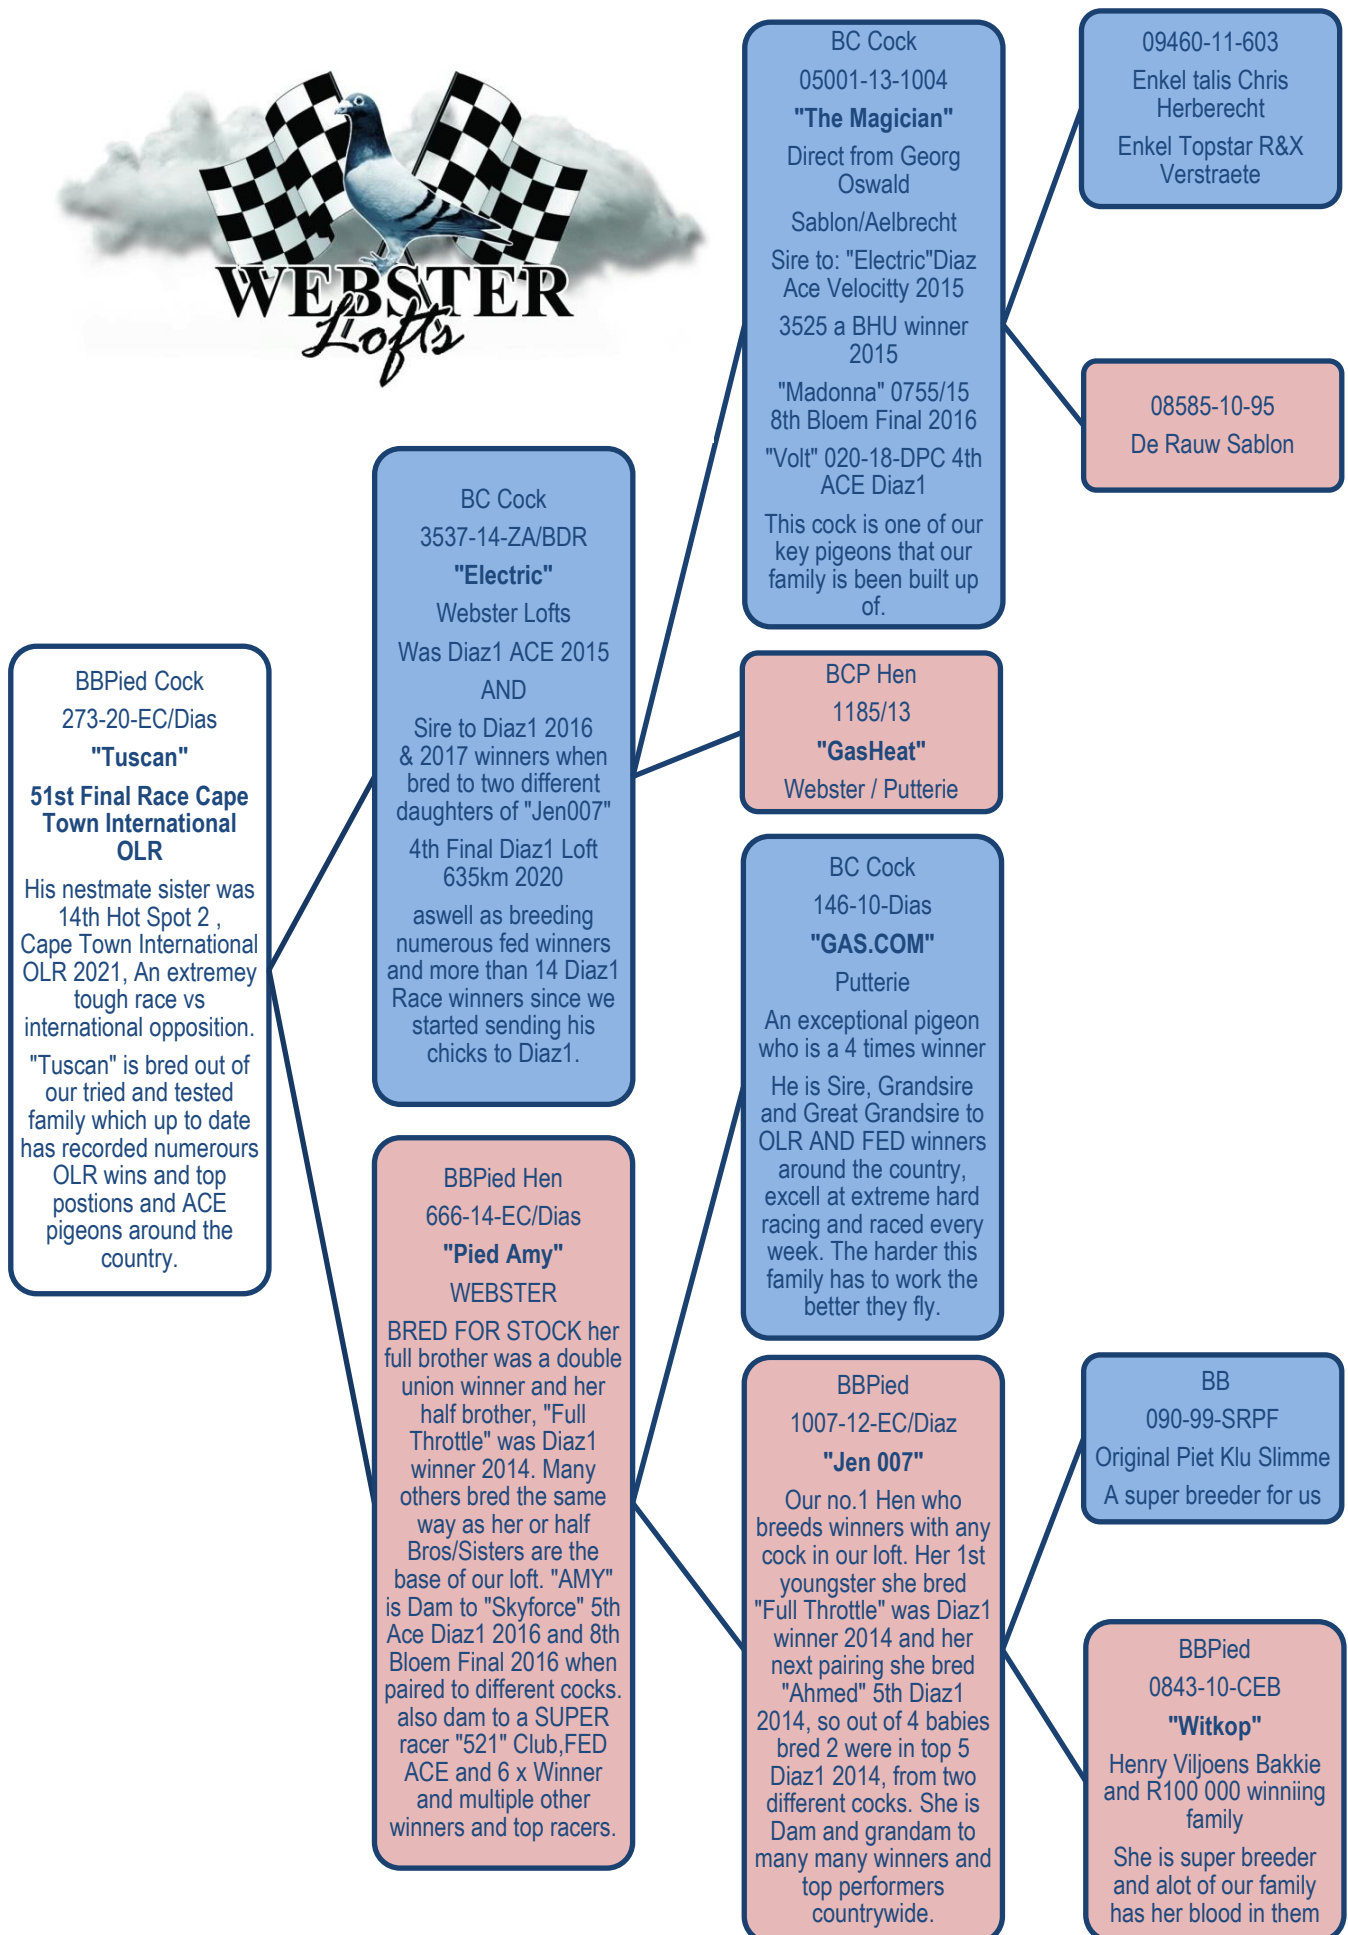 WEBSTER
Lofts
BBPied Cock
273-20-EC/Dias
"Tuscan"
51st Final Race Cape
Town International
OLR
His nestmate sister was
14th Hot Spot 2 ,
Cape Town International
OLR 2021, An extremey
tough race vs
international opposition.
"Tuscan" is bred out of
our tried and tested
family which up to date
has recorded numerours
OLR wins and top
postions and ACE
pigeons around the
country.
BC Cock
3537-14-ZA/BDR
"Electric"
Webster Lofts
Was Diaz1 ACE 2015
AND
Sire to Diaz1 2016
& 2017 winners when
bred to two different
daughters of "Jen007"
4th Final Diaz1 Loft
635km 2020
aswell as breeding
numerous fed winners
and more than 14 Diaz1
Race winners since we
started sending his
chicks to Diaz1.
BBPied Hen
666-14-EC/Dias
"Pied Amy"
WEBSTER
BRED FOR STOCK her
full brother was a double
union winner and her
half brother, "Full
Throttle" was Diaz1
winner 2014. Many
others bred the same
way as her or half
Bros/Sisters are the
base of our loft. "AMY"
is Dam to "Skyforce" 5th
Ace Diaz1 2016 and 8th
Bloem Final 2016 when
paired to different cocks.
also dam to a SUPER
racer "521" Club,FED
ACE and 6 x Winner
and multiple other
winners and top racers.
BC Cock
05001-13-1004
"The Magician"
Direct from Georg
Oswald
Sablon/Aelbrecht
Sire to: "Electric"Diaz
Ace Velocitty 2015
3525 a BHU winner
2015
"Madonna" 0755/15
8th Bloem Final 2016
"Volt" 020-18-DPC 4th
ACE Diaz1
This cock is one of our
key pigeons that our
family is been built up
of.
BCP Hen
1185/13
"GasHeat"
Webster / Putterie
BC Cock
146-10-Dias
"GAS.COM"
Putterie
An exceptional pigeon
who is a 4 times winner
He is Sire, Grandsire
and Great Grandsire to
OLR AND FED winners
around the country,
excell at extreme hard
racing and raced every
week. The harder this
family has to work the
better they fly.
BBPied
1007-12-EC/Diaz
"Jen 007"
Our no.1 Hen who
breeds winners with any
cock in our loft. Her 1st
youngster she bred
"Full Throttle" was Diaz1
winner 2014 and her
next pairing she bred
"Ahmed" 5th Diaz1
2014, so out of 4 babies
bred 2 were in top 5
Diaz1 2014, from two
different cocks. She is
Dam and grandam to
many many winners and
top performers
countrywide.
09460-11-603
Enkel talis Chris
Herberecht
Enkel Topstar R&X
Verstraete
08585-10-95
De Rauw Sablon
BB
090-99-SRPF
Original Piet Klu Slimme
A super breeder for us
BBPied
0843-10-CEB
"Witkop"
Henry Viljoens Bakkie
and R100 000 winniing
family
She is super breeder
and alot of our family
has her blood in them